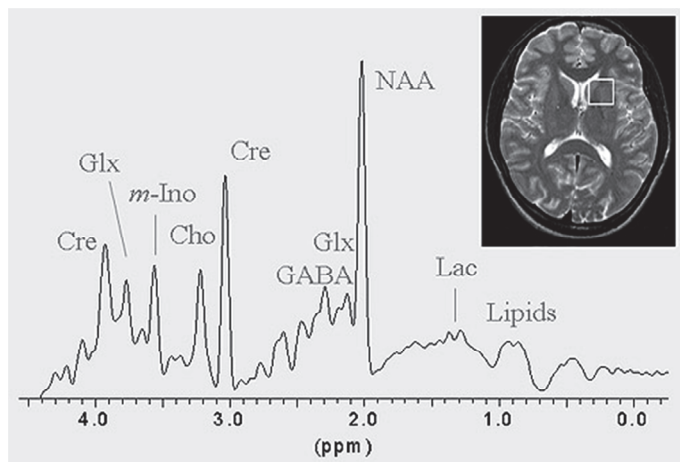 NAA
Cre
Glx
m-Ino
Cre
Cho
Glx
GABA
Lac
Lipids
4.0 3.0 2.0 1.0 0.0
(ppm)